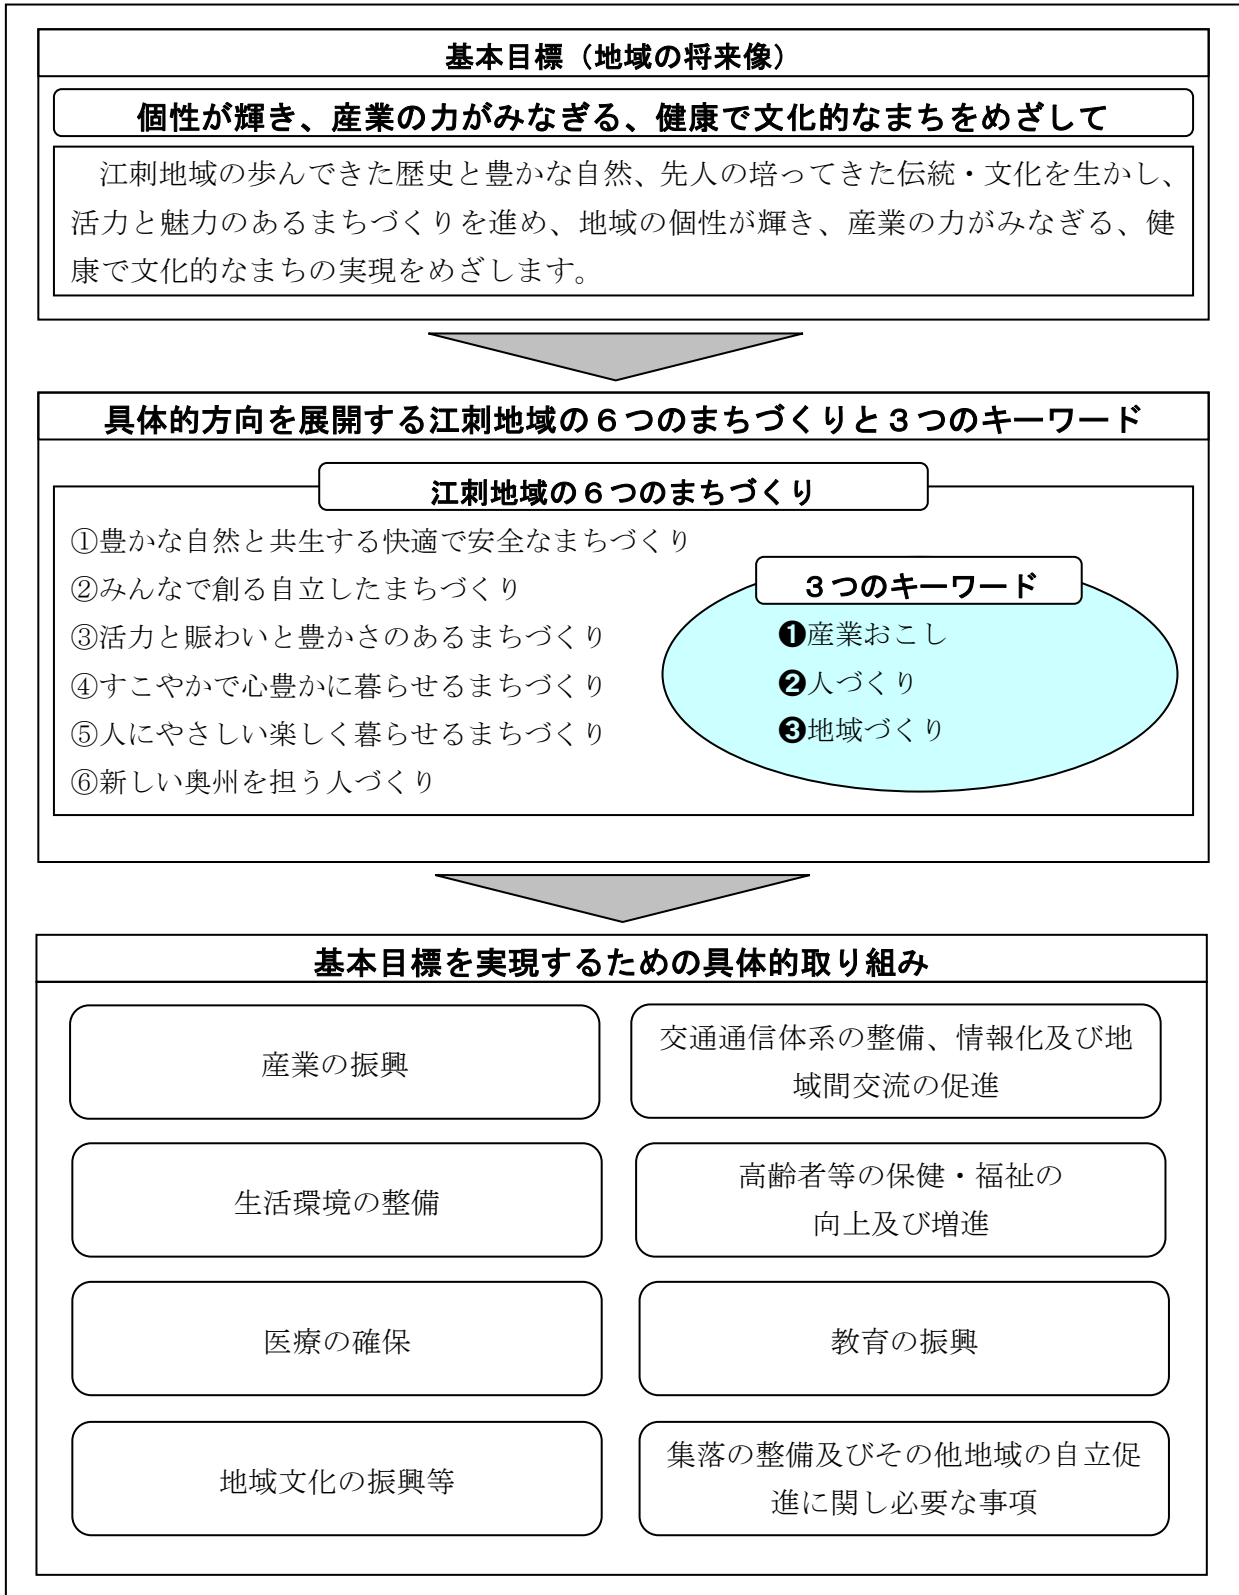 基本目標（地域の将来像）
個性が輝き、産業の力がみなぎる、健康で文化的なまちをめざして
江刺地域の歩んできた歴史と豊かな自然、先人の培ってきた伝統・文化を生かし、
活力と魅力のあるまちづくりを進め、地域の個性が輝き、産業の力がみなぎる、健
康で文化的なまちの実現をめざします。
具体的方向を展開する江刺地域の６つのまちづくりと３つのキーワード
江刺地域の６つのまちづくり
①豊かな自然と共生する快適で安全なまちづくり
②みんなで創る自立したまちづくり
③活力と賑わいと豊かさのあるまちづくり
④すこやかで心豊かに暮らせるまちづくり
⑤人にやさしい楽しく暮らせるまちづくり
⑥新しい奥州を担う人づくり
３つのキーワード
❶産業おこし
❷人づくり
❸地域づくり
基本目標を実現するための具体的取り組み
産業の振興
交通通信体系の整備、情報化及び地
域間交流の促進
生活環境の整備
高齢者等の保健・福祉の
向上及び増進
医療の確保
教育の振興
地域文化の振興等
集落の整備及びその他地域の自立促
進に関し必要な事項